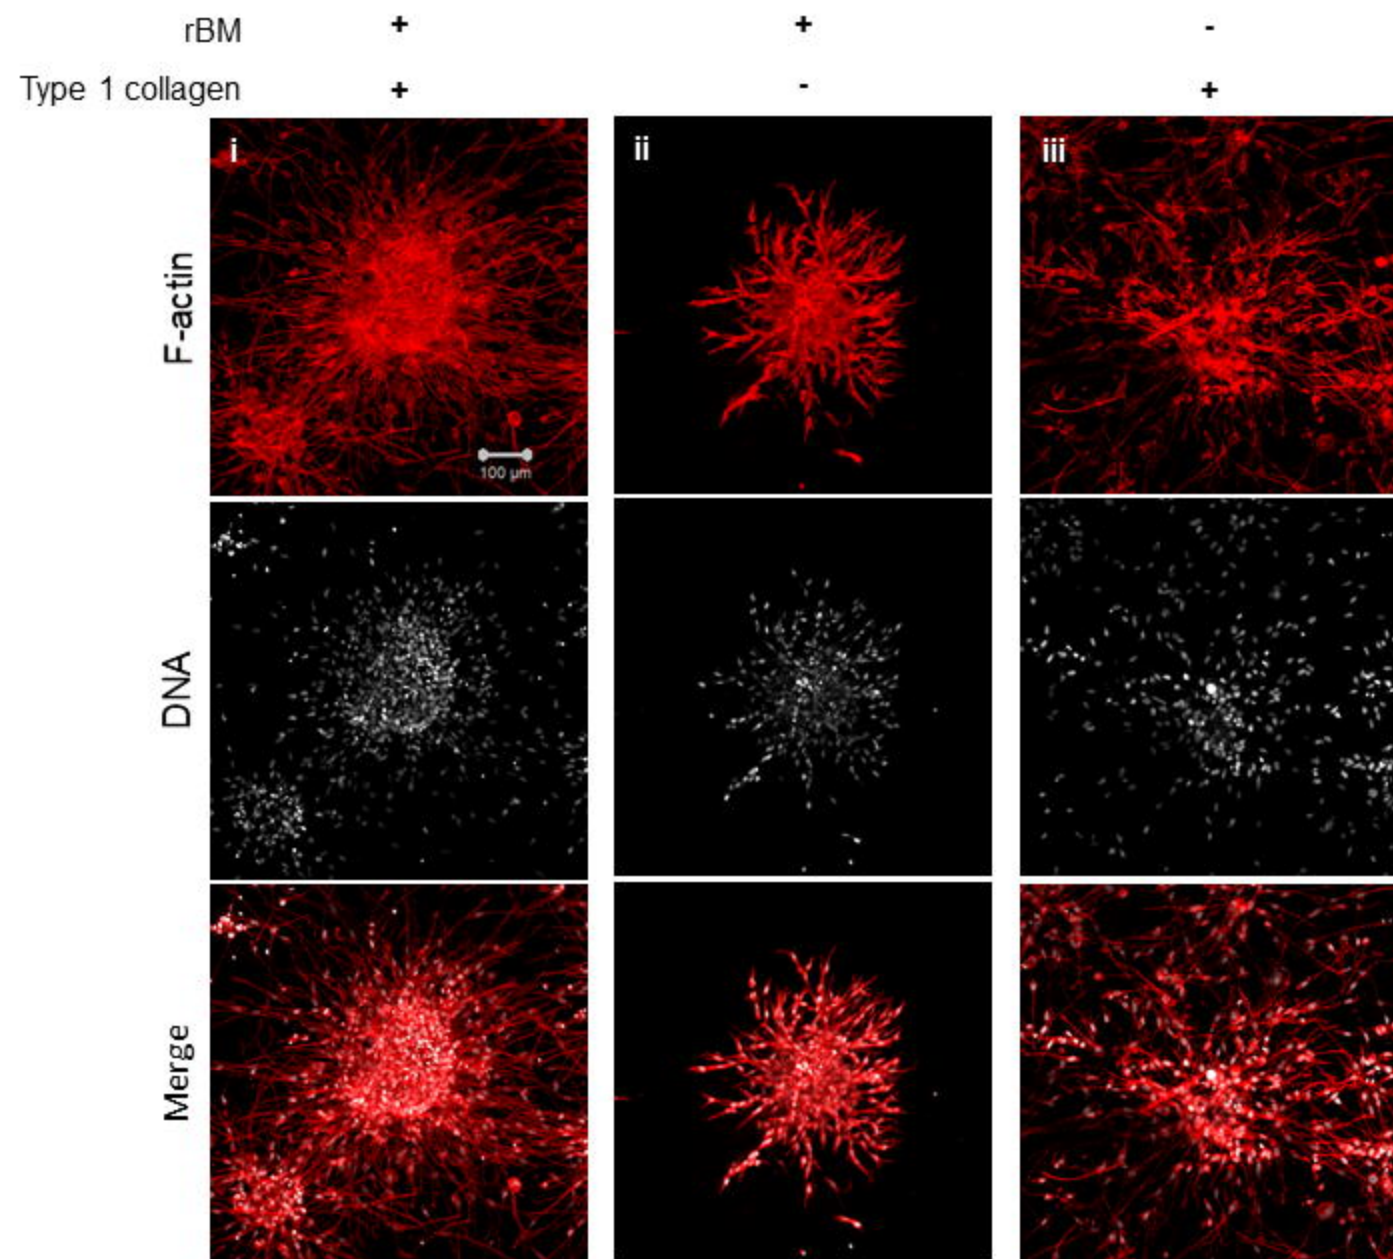 rBM + + -
Type 1 collagen + - +
i ii iii
F-actin
100 µm
DNA
Merge